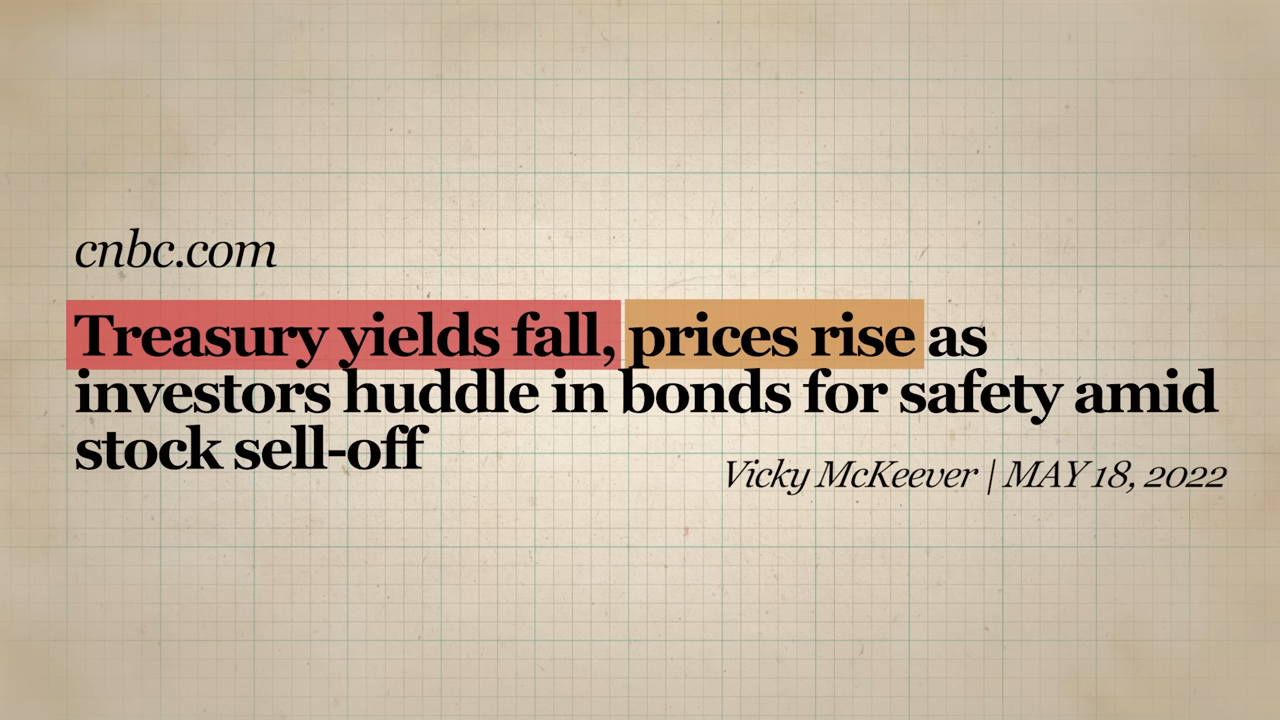 cnbc.com
Treasury yields fall, prices rise as
investors huddle in bonds for safety amid
stock sell-off
Vicky McKeever | MAY 18, 2022